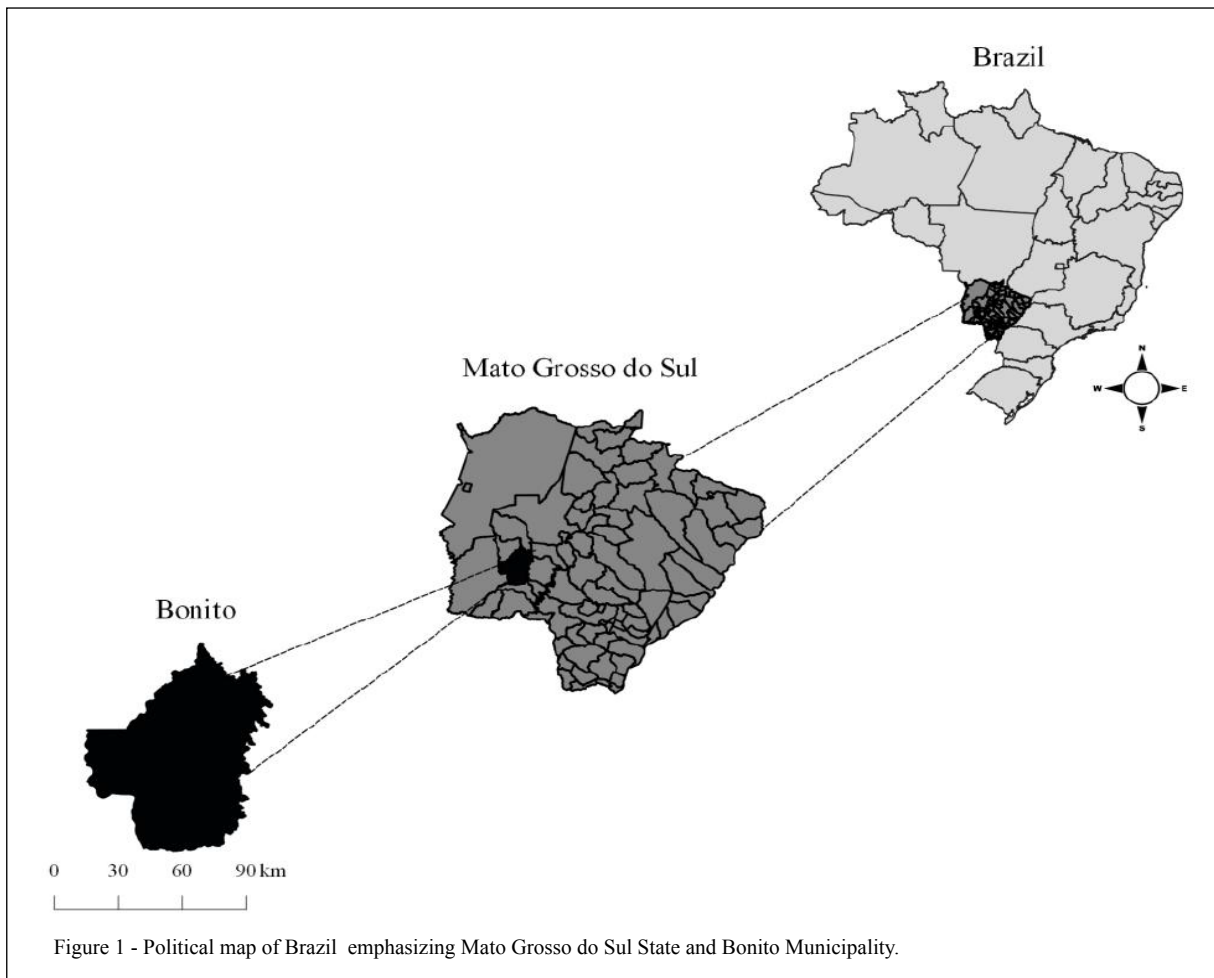 Brazil
N
W E
S
Mato Grosso do Sul
Bonito
0 30 60 90 km
Figure 1 - Political map of Brazil emphasizing Mato Grosso do Sul State and Bonito Municipality.